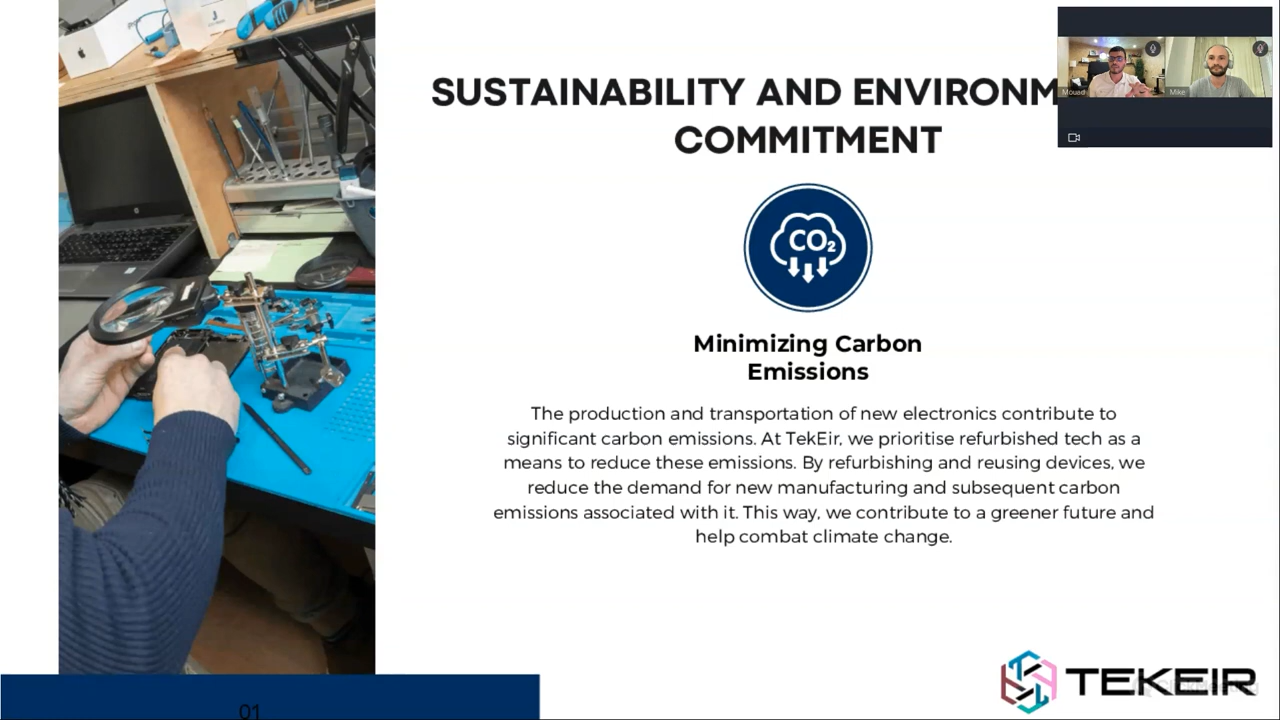 SUSTAINABILITY AND ENVIRONM
COMMITMENT
Mouad
Mike
CO₂
Minimizing Carbon
Emissions
The production and transportation of new electronics contribute to
significant carbon emissions. At TekEir, we prioritise refurbished tech as a
means to reduce these emissions. By refurbishing and reusing devices, we
reduce the demand for new manufacturing and subsequent carbon
emissions associated with it. This way, we contribute to a greener future and
help combat climate change.
TEKEIR
01